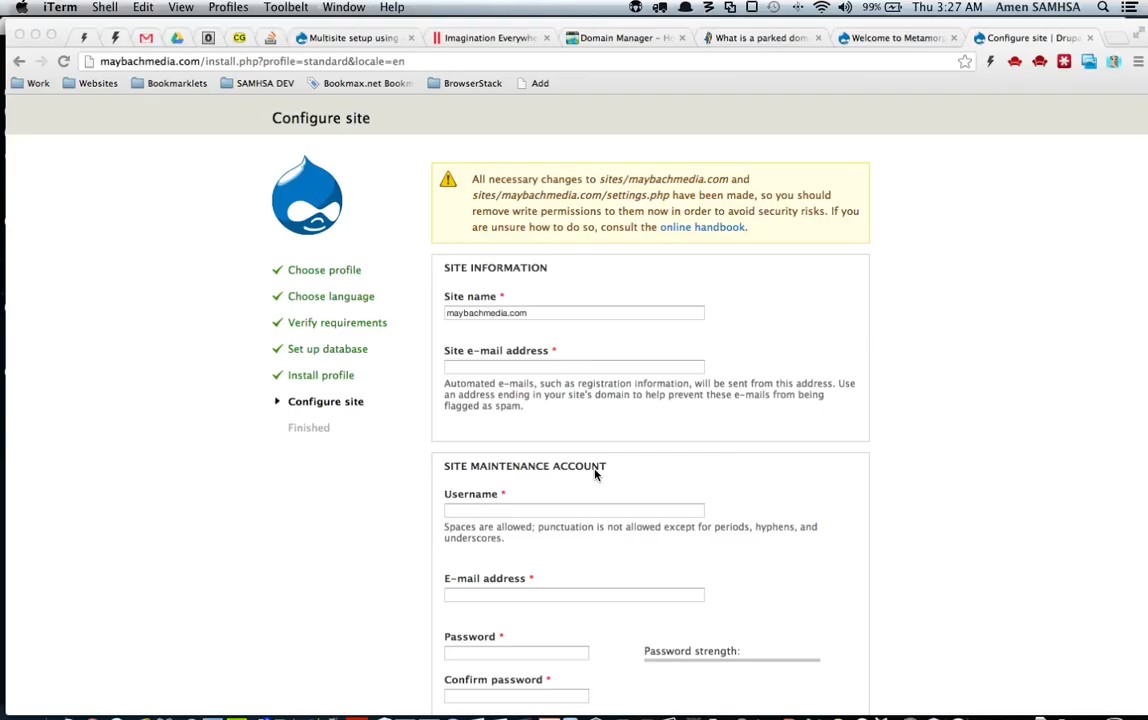 iTerm Shell Edit View Profiles Toolbelt Window Help 99% Thu 3:27 AM Amen SAMHSA
Multisite setup using Imagination Everywhe Domain Manager – Ho What is a parked dom Welcome to Metamor Configure site | Drupa
maybachmedia.com/install.php?profile=standard&locale=en
Work Websites Bookmarklets SAMHSA DEV Bookmax.net Bookm BrowserStack Add
Configure site
All necessary changes to sites/maybachmedia.com and
sites/maybachmedia.com/settings.php have been made, so you should
remove write permissions to them now in order to avoid security risks. If you
are unsure how to do so, consult the online handbook.
Choose profile
Choose language
Verify requirements
Set up database
Install profile
Configure site
Finished
SITE INFORMATION
Site name *
maybachmedia.com
Site e-mail address *
Automated e-mails, such as registration information, will be sent from this address. Use
an address ending in your site's domain to help prevent these e-mails from being
flagged as spam.
SITE MAINTENANCE ACCOUNT
Username *
Spaces are allowed; punctuation is not allowed except for periods, hyphens, and
underscores.
E-mail address *
Password *
Password strength:
Confirm password *